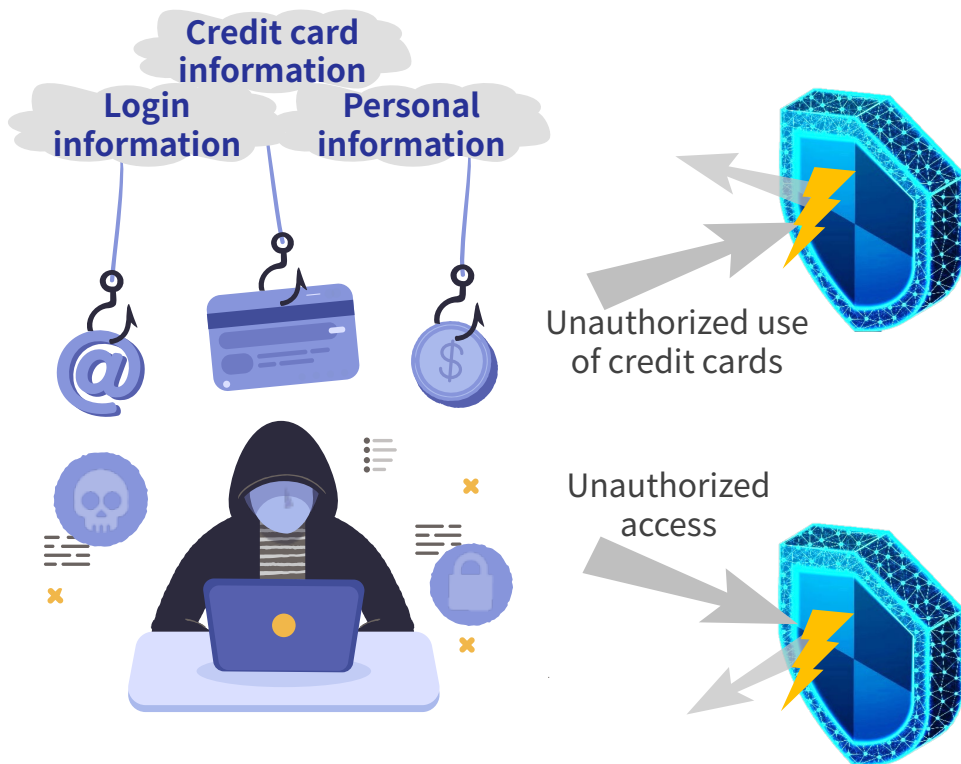 Credit card
information
Login
information
Personal
information
Unauthorized use
of credit cards
Unauthorized
access